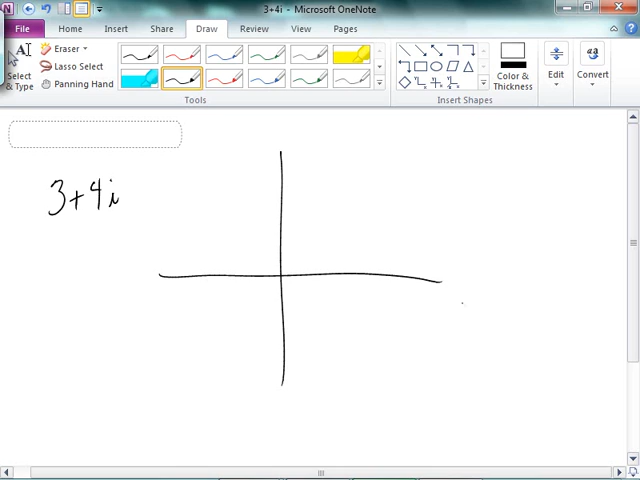 3+4i - Microsoft OneNote
File Home Insert Share Draw Review View Pages
Select & Type
Eraser
Lasso Select
Panning Hand
Color & Thickness
Edit
Convert
Tools
Insert Shapes
3+4i